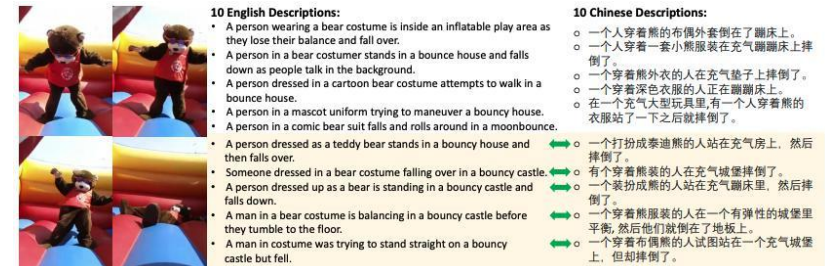 10 English Descriptions:
• A person wearing a bear costume is inside an inflatable play area as
they lose their balance and fall over.
• A person in a bear costumer stands in a bounce house and falls
down as people talk in the background.
• A person dressed in a cartoon bear costume attempts to walk in a
bounce house.
• A person in a mascot uniform trying to maneuver a bouncy house.
• A person in a comic bear suit falls and rolls around in a moonbounce.
• A person dressed as a teddy bear stands in a bouncy house and
then falls over.
• Someone dressed in a bear costume falling over in a bouncy castle.
• A person dressed up as a bear is standing in a bouncy castle and
falls down.
• A man in a bear costume is balancing in a bouncy castle before
they tumble to the floor.
• A man in costume was trying to stand straight on a bouncy
castle but fell.
10 Chinese Descriptions:
○ 一个人穿着熊的布偶外套倒在了蹦床上。
○ 一个人穿着一套小熊服装在充气蹦蹦床上摔
倒了。
○ 一个穿着熊外衣的人在充气垫子上摔倒了。
○ 一个穿着深色衣服的人正在蹦蹦床上。
○ 在一个充气大型玩具里,有一个人穿着熊的
衣服站了一下之后就摔倒了。
○ 一个打扮成泰迪熊的人站在充气房上，然后
摔倒了。
○ 有个穿着熊装的人在充气城堡摔倒了。
○ 一个装扮成熊的人站在充气蹦床里，然后摔
倒了。
○ 一个穿着熊服装的人在一个有弹性的城堡里
平衡, 然后他们就倒在了地板上。
○ 一个穿着布偶熊的人试图站在一个充气城堡
上，但却摔倒了。